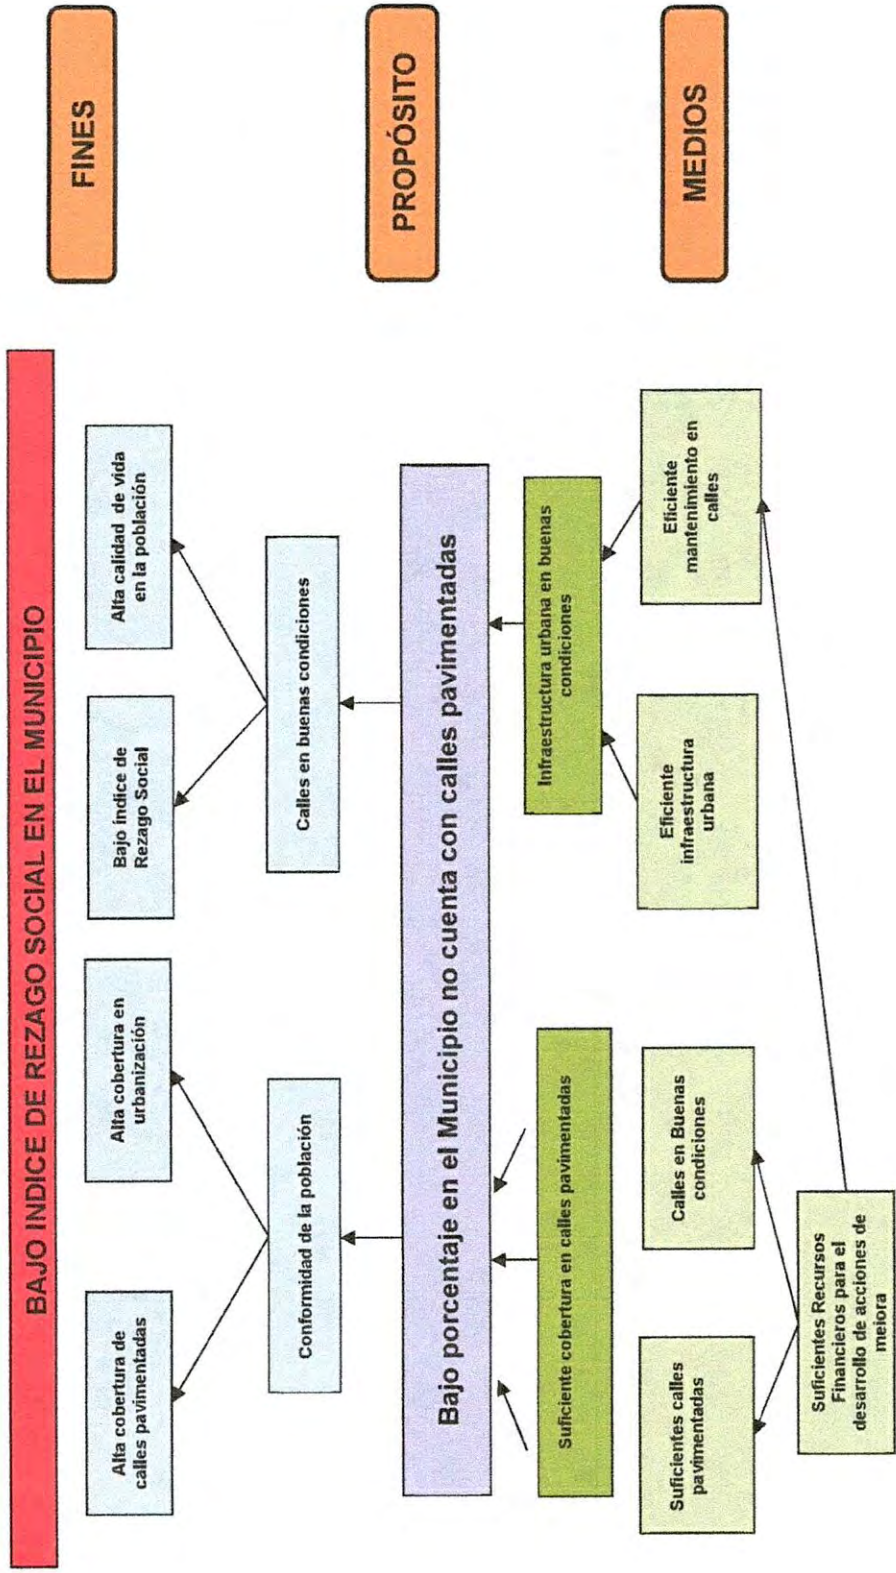 BAJO INDICE DE REZAGO SOCIAL EN EL MUNICIPIO
FINES
Alta cobertura de
calles pavimentadas
Alta cobertura en
urbanización
Bajo índice de
Rezago Social
Alta calidad de vida
en la población
Conformidad de la población
Calles en buenas condiciones
Bajo porcentaje en el Municipio no cuenta con calles pavimentadas
PROPÓSITO
Suficiente cobertura en calles pavimentadas
Infraestructura urbana en buenas
condiciones
Suficientes calles
pavimentadas
Calles en Buenas
condiciones
Eficiente
infraestructura
urbana
Eficiente
mantenimiento en
calles
MEDIOS
Suficientes Recursos
Financieros para el
desarrollo de acciones de
mejora